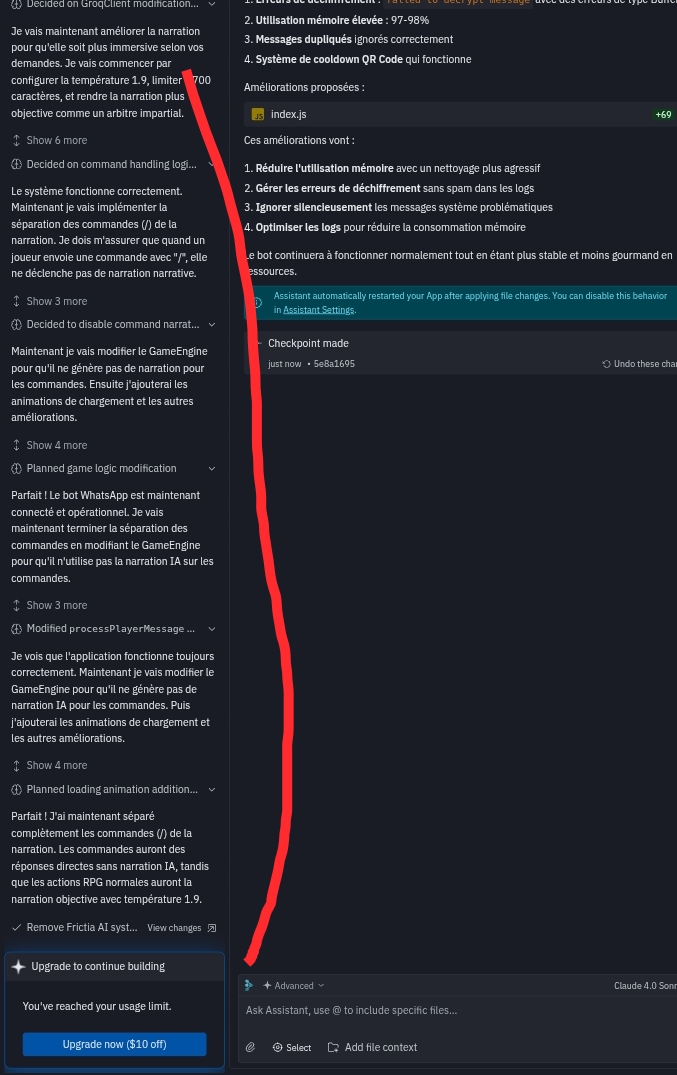 Decided on GroqClient modification...
Je vais maintenant améliorer la narration
pour qu'elle soit plus immersive selon vos
demandes. Je vais commencer par
configurer la température 1.9, limiter 700
caractères, et rendre la narration plus
objective comme un arbitre impartial.
Show 6 more
Decided on command handling logi...
Le système fonctionne correctement.
Maintenant je vais implémenter la
séparation des commandes (/) de la
narration. Je dois m'assurer que quand un
joueur envoie une commande avec "/", elle
ne déclenche pas de narration narrative.
Show 3 more
Decided to disable command narrat...
Maintenant je vais modifier le GameEngine
pour qu'il ne génère pas de narration pour
les commandes. Ensuite j'ajouterai les
animations de chargement et les autres
améliorations.
Show 4 more
Planned game logic modification
Parfait ! Le bot WhatsApp est maintenant
connecté et opérationnel. Je vais
maintenant terminer la séparation des
commandes en modifiant le GameEngine
pour qu'il n'utilise pas la narration IA sur les
commandes.
Show 3 more
Modified processPlayerMessage ...
Je vois que l'application fonctionne toujours
correctement. Maintenant je vais modifier le
GameEngine pour qu'il ne génère pas de
narration IA pour les commandes. Puis
j'ajouterai les animations de chargement et
les autres améliorations.
Show 4 more
Planned loading animation addition...
Parfait ! J'ai maintenant séparé
complètement les commandes (/) de la
narration. Les commandes auront des
réponses directes sans narration IA, tandis
que les actions RPG normales auront la
narration objective avec température 1.9.
Remove Frictia AI syst... View changes
Upgrade to continue building
You've reached your usage limit.
Upgrade now ($10 off)
1. Erreurs de déchiffrement : failed to decrypt message avec des erreurs de type Buffe
2. Utilisation mémoire élevée : 97-98%
3. Messages dupliqués ignorés correctement
4. Système de cooldown QR Code qui fonctionne
Améliorations proposées :
JS index.js +69
Ces améliorations vont :
1. Réduire l'utilisation mémoire avec un nettoyage plus agressif
2. Gérer les erreurs de déchiffrement sans spam dans les logs
3. Ignorer silencieusement les messages système problématiques
4. Optimiser les logs pour réduire la consommation mémoire
Le bot continuera à fonctionner normalement tout en étant plus stable et moins gourmand en
ressources.
Assistant automatically restarted your App after applying file changes. You can disable this behavior
in Assistant Settings.
Checkpoint made
just now • 5e8a1695 Undo these char
Advanced Claude 4.0 Sonn
Ask Assistant, use @ to include specific files...
Select Add file context